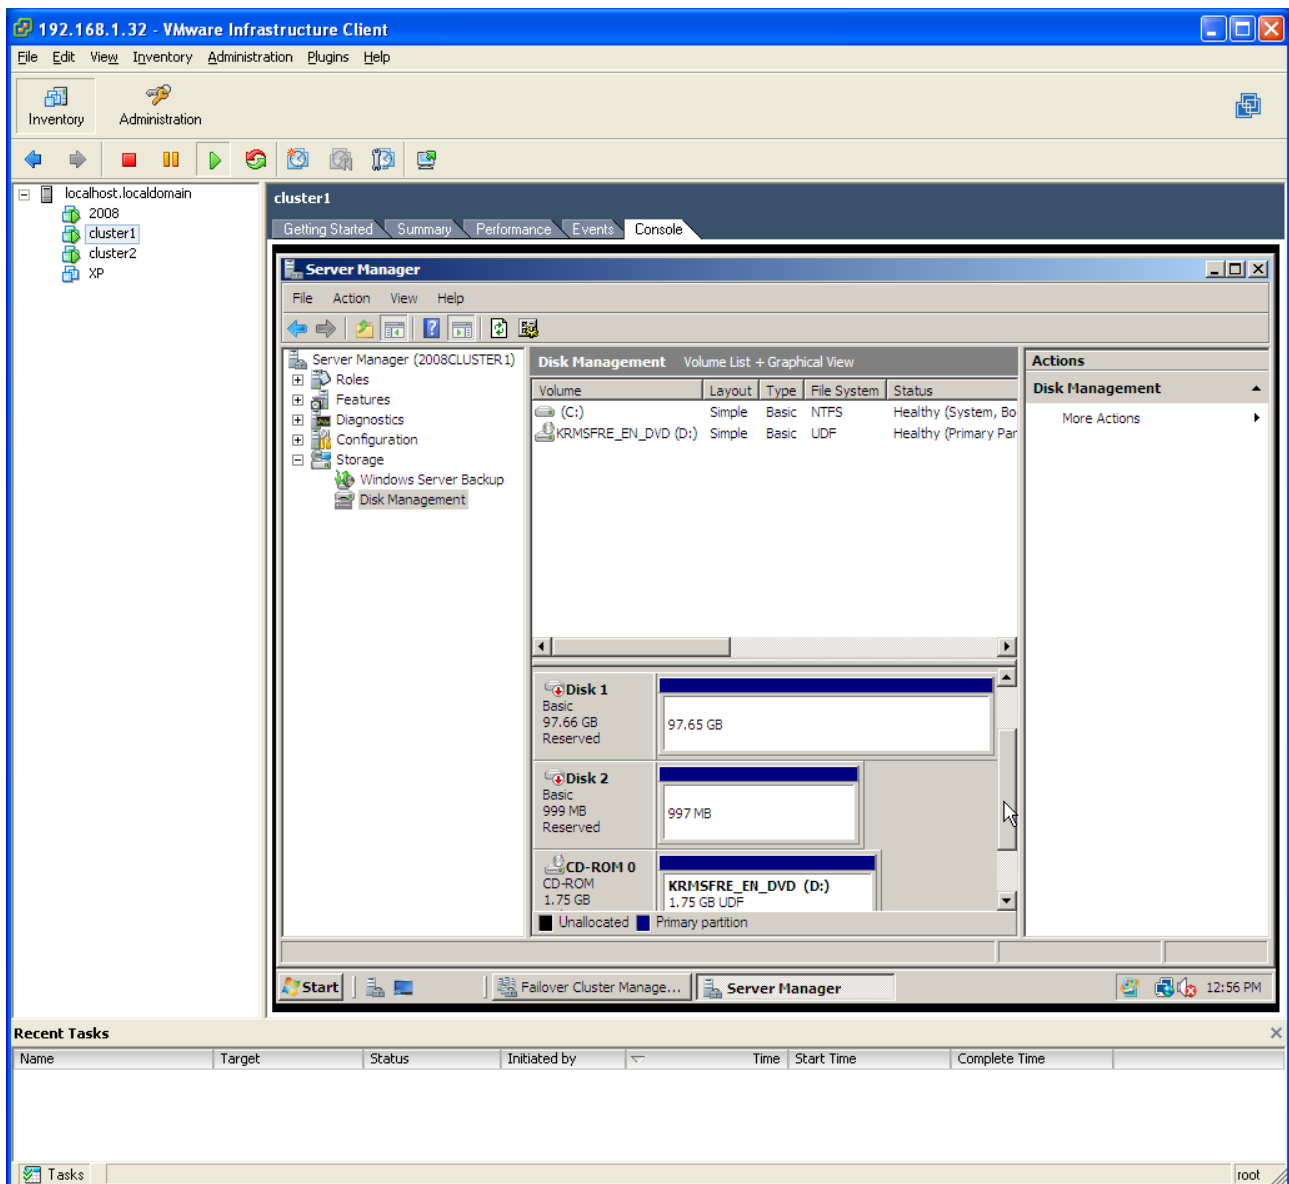 192.168.1.32 - VMware Infrastructure Client
File Edit View Inventory Administration Plugins Help
Inventory Administration
localhost.localdomain
2008
cluster1
cluster2
XP
cluster1
Getting Started Summary Performance Events Console
Server Manager
File Action View Help
Server Manager (2008CLUSTER1)
Roles
Features
Diagnostics
Configuration
Storage
Windows Server Backup
Disk Management
Disk Management Volume List + Graphical View
Volume Layout Type File System Status
(C:) Simple Basic NTFS Healthy (System, Bo
KRMSFRE_EN_DVD (D:) Simple Basic UDF Healthy (Primary Par
Disk 1
Basic
97.66 GB
Reserved
97.65 GB
Disk 2
Basic
999 MB
Reserved
997 MB
CD-ROM 0
CD-ROM
1.75 GB
KRMSFRE_EN_DVD (D:)
1.75 GB UDF
Unallocated Primary partition
Actions
Disk Management
More Actions
Start Failover Cluster Manage... Server Manager 12:56 PM
Recent Tasks
Name Target Status Initiated by Time Start Time Complete Time
Tasks root